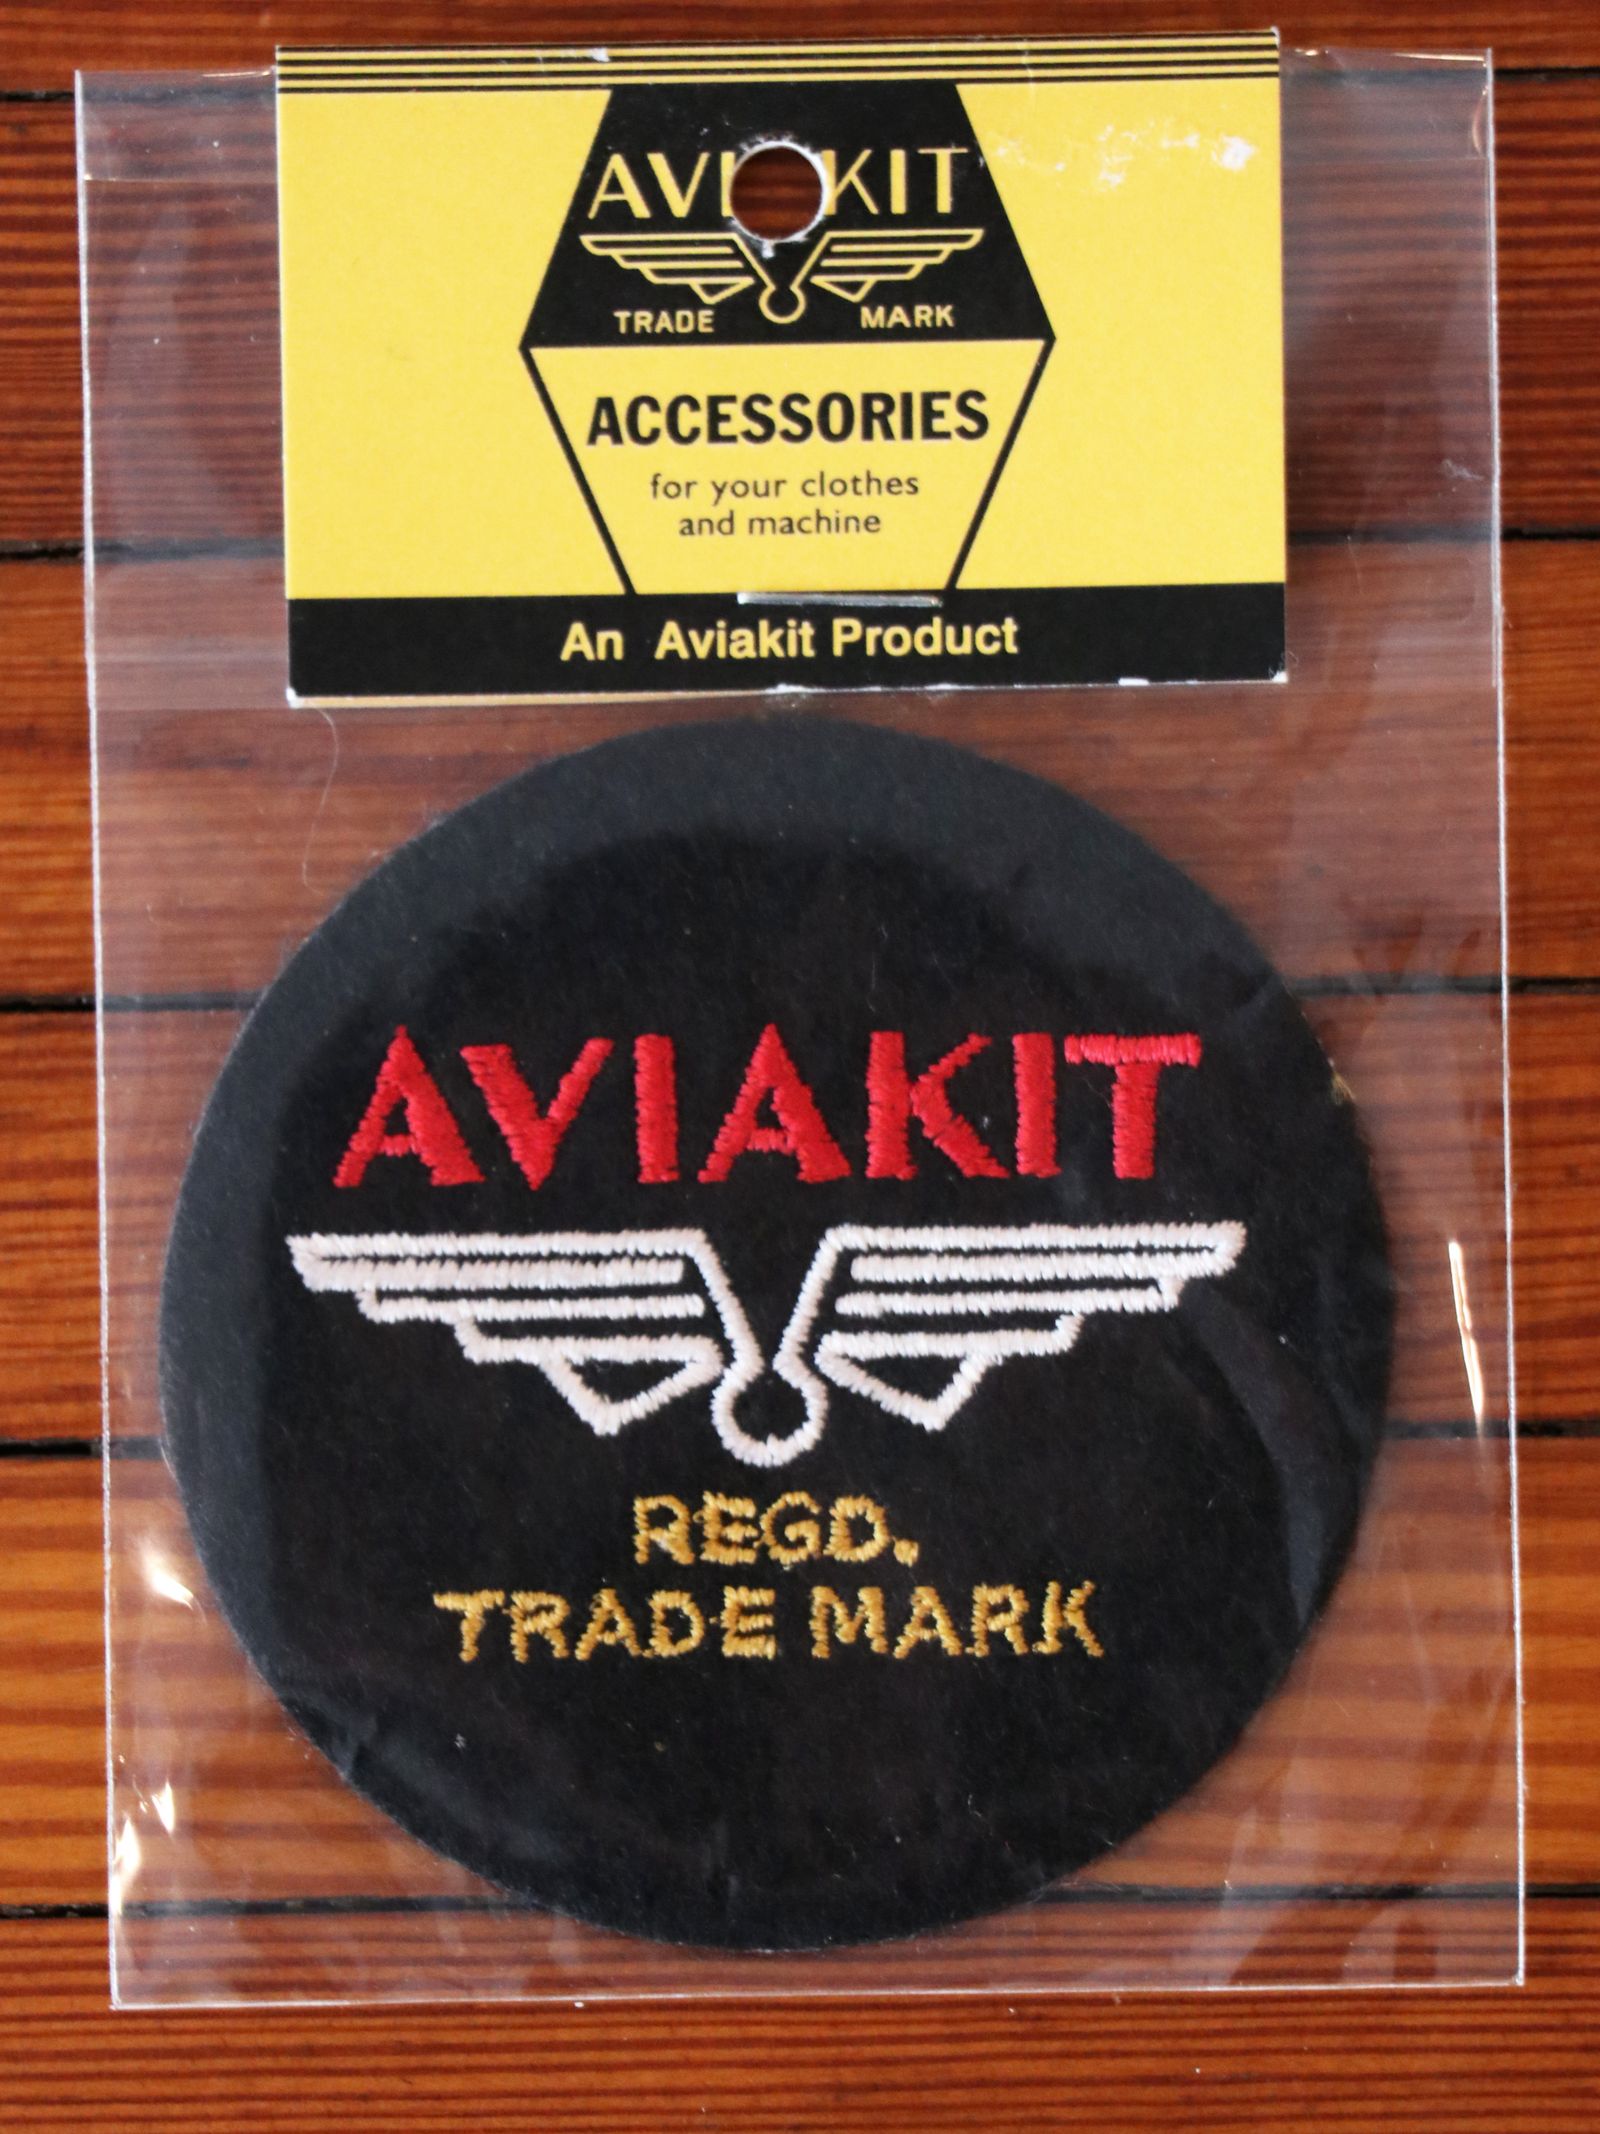 AVIAKIT
TRADE MARK
ACCESSORIES
for your clothes
and machine
An Aviakit Product
AVIAKIT
REGD.
TRADE MARK